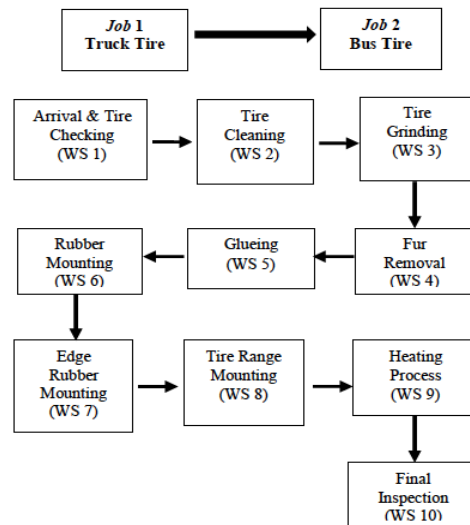 Job 1
Truck Tire
Job 2
Bus Tire
Arrival & Tire
Checking
(WS 1)
Tire
Cleaning
(WS 2)
Tire
Grinding
(WS 3)
Fur
Removal
(WS 4)
Glueing
(WS 5)
Rubber
Mounting
(WS 6)
Edge
Rubber
Mounting
(WS 7)
Tire Range
Mounting
(WS 8)
Heating
Process
(WS 9)
Final
Inspection
(WS 10)